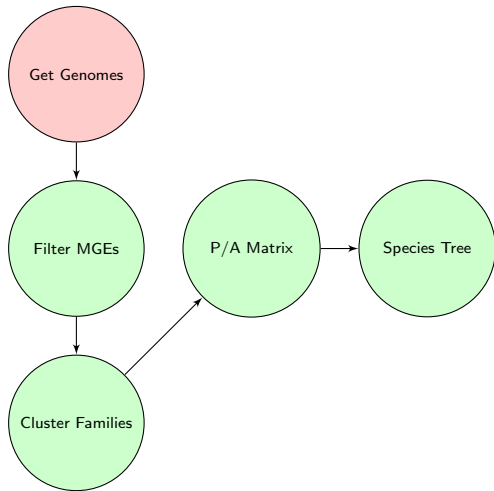 Get Genomes
Filter MGEs
P/A Matrix
Species Tree
Cluster Families